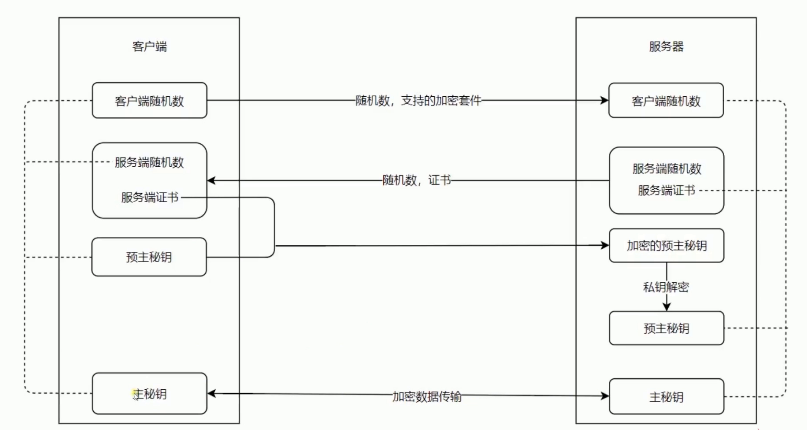 客户端
服务器
客户端随机数
随机数，支持的加密套件
客户端随机数
服务端随机数
服务端证书
随机数，证书
服务端随机数
服务端证书
预主秘钥
加密的预主秘钥
私钥解密
预主秘钥
主秘钥
加密数据传输
主秘钥